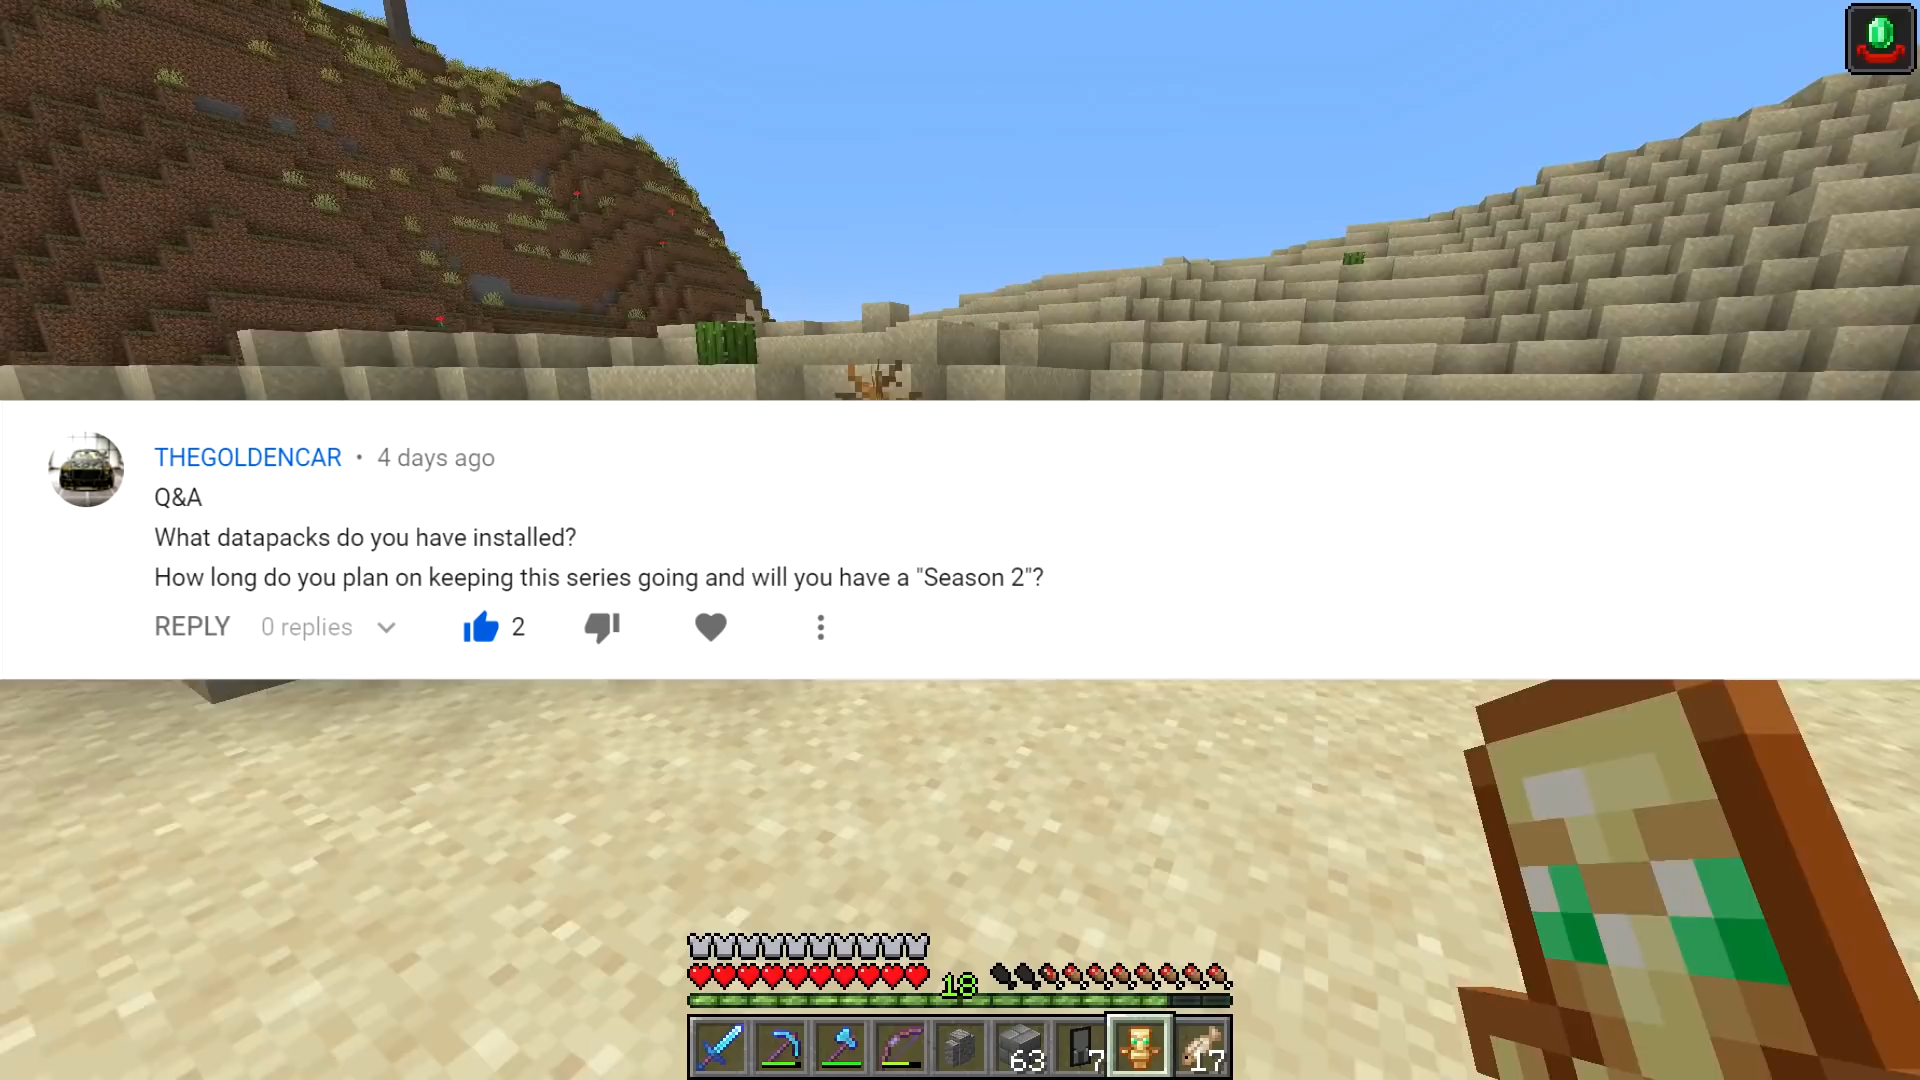 THEGOLDENCAR • 4 days ago
Q&A
What datapacks do you have installed?
How long do you plan on keeping this series going and will you have a "Season 2"?
REPLY 0 replies 2
18
63 7 17